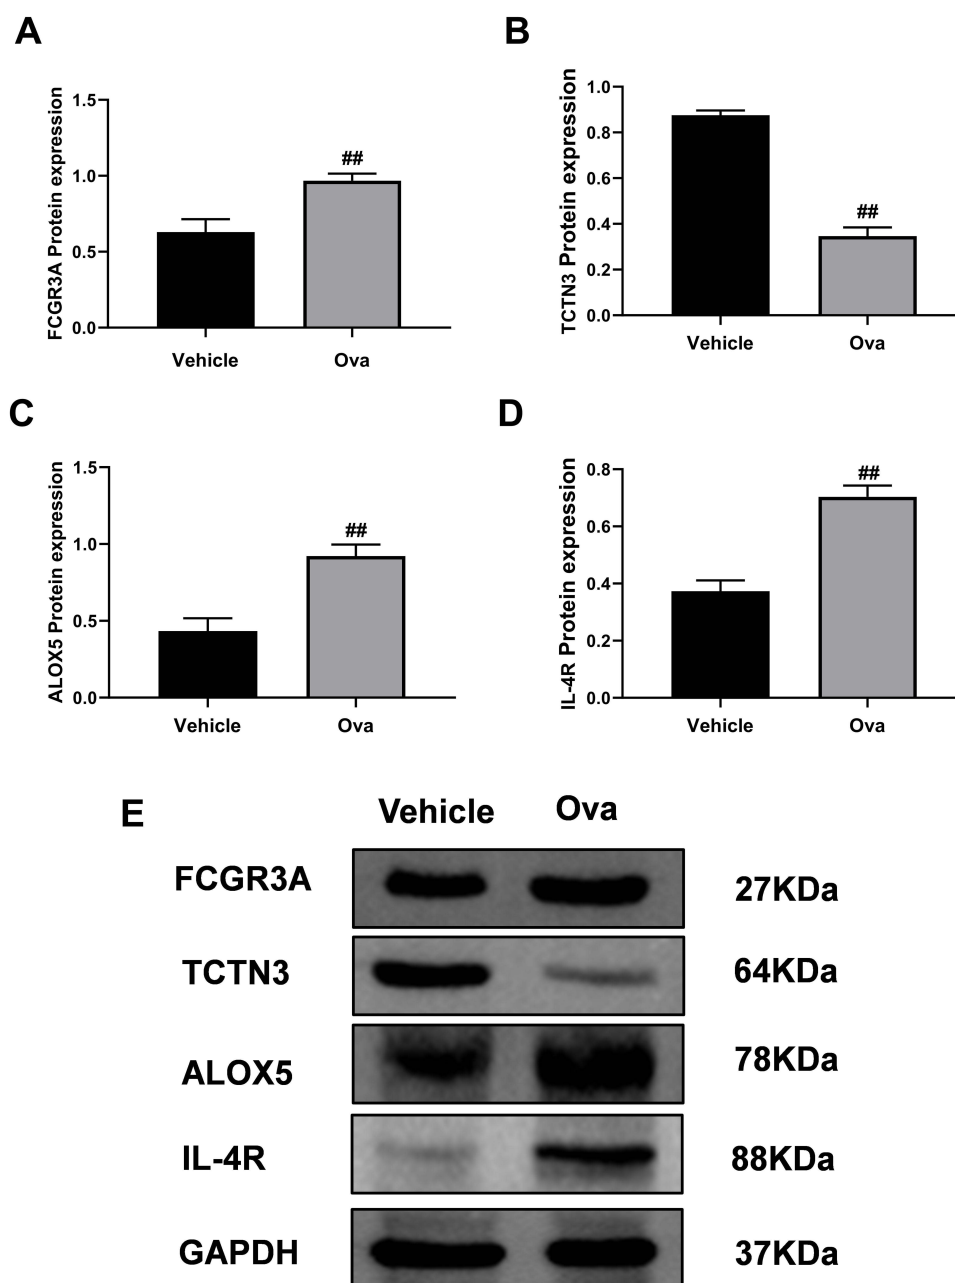 A
FCGR3A Protein expression
1.5
1.0
0.5
0.0
##
Vehicle Ova
B
TCTN3 Protein expression
1.0
0.8
0.6
0.4
0.2
0.0
##
Vehicle Ova
C
ALOX5 Protein expression
1.5
1.0
0.5
0.0
##
Vehicle Ova
D
IL-4R Protein expression
0.8
0.6
0.4
0.2
0.0
##
Vehicle Ova
E
Vehicle Ova
FCGR3A 27KDa
TCTN3 64KDa
ALOX5 78KDa
IL-4R 88KDa
GAPDH 37KDa